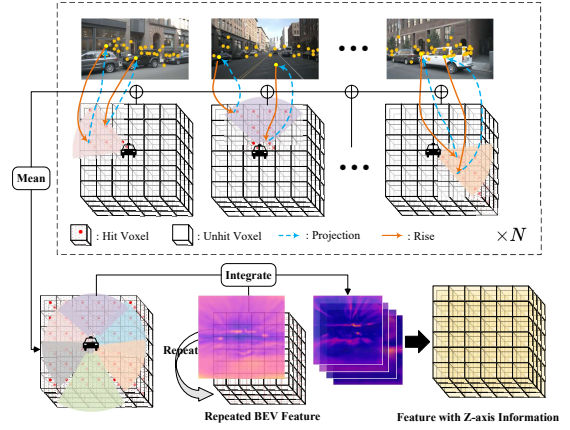 Mean
: Hit Voxel : Unhit Voxel : Projection : Rise ×N
Integrate
Repeat
Repeated BEV Feature
Feature with Z-axis Information